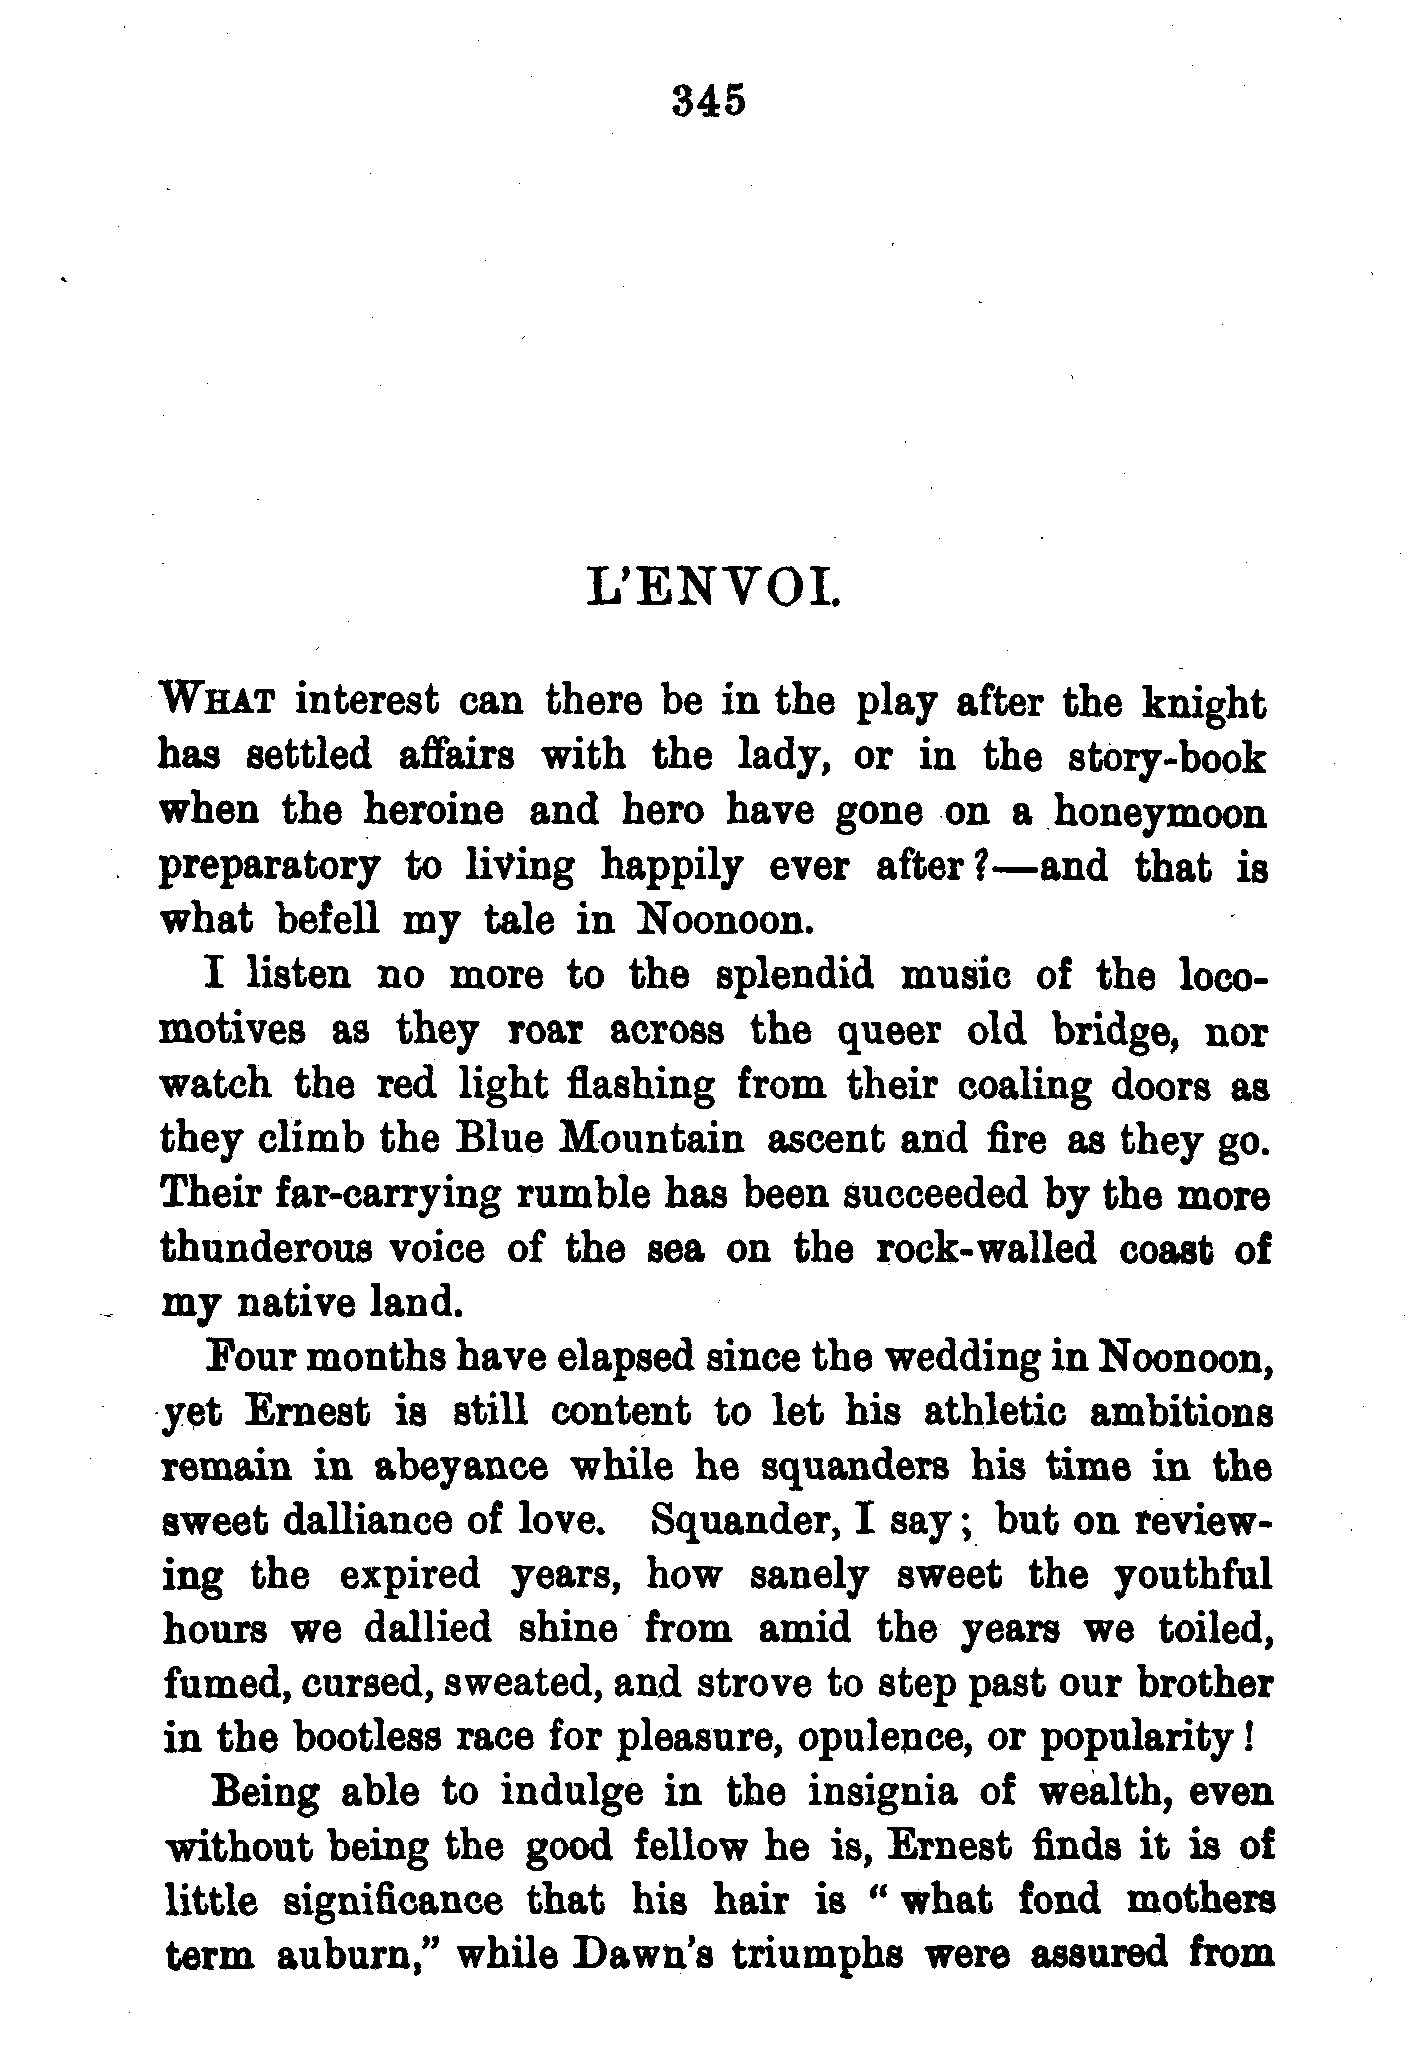 345
L'ENVOI.
WHAT interest can there be in the play after the knight
has settled affairs with the lady, or in the story-book
when the heroine and hero have gone on a honeymoon
preparatory to living happily ever after?—and that is
what befell my tale in Noonoon.
I listen no more to the splendid music of the loco-
motives as they roar across the queer old bridge, nor
watch the red light flashing from their coaling doors as
they climb the Blue Mountain ascent and fire as they go.
Their far-carrying rumble has been succeeded by the more
thunderous voice of the sea on the rock-walled coast of
my native land.
Four months have elapsed since the wedding in Noonoon,
yet Ernest is still content to let his athletic ambitions
remain in abeyance while he squanders his time in the
sweet dalliance of love. Squander, I say; but on review-
ing the expired years, how sanely sweet the youthful
hours we dallied shine from amid the years we toiled,
fumed, cursed, sweated, and strove to step past our brother
in the bootless race for pleasure, opulence, or popularity!
Being able to indulge in the insignia of wealth, even
without being the good fellow he is, Ernest finds it is of
little significance that his hair is "what fond mothers
term auburn," while Dawn's triumphs were assured from